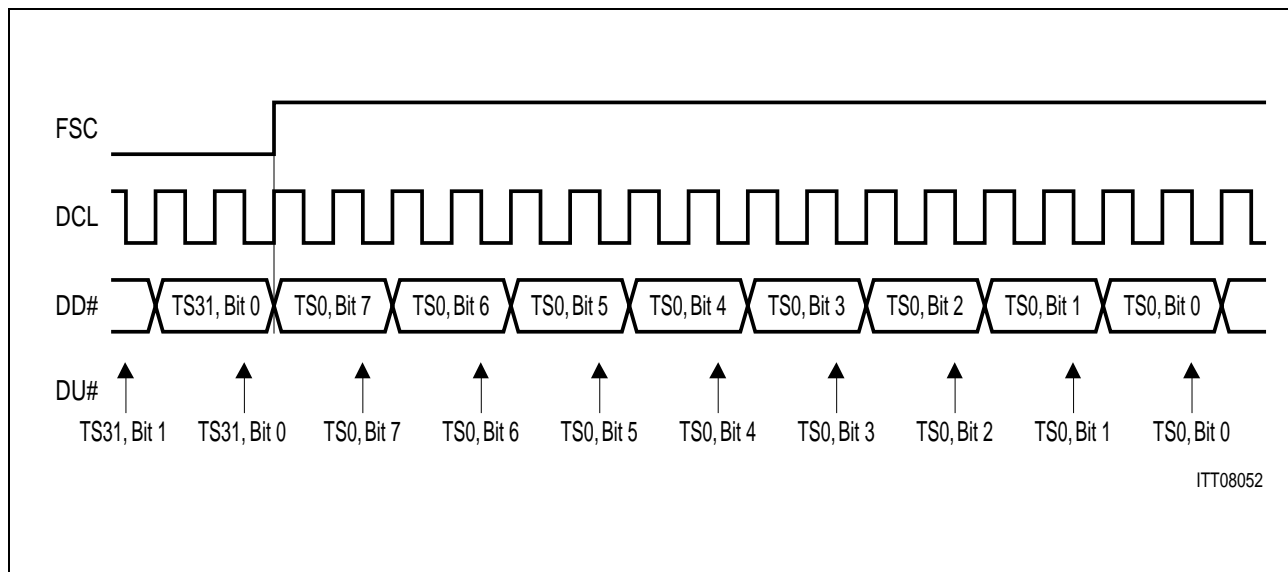 FSC
DCL
DD# TS31, Bit 0 TS0, Bit 7 TS0, Bit 6 TS0, Bit 5 TS0, Bit 4 TS0, Bit 3 TS0, Bit 2 TS0, Bit 1 TS0, Bit 0
DU#
TS31, Bit 1 TS31, Bit 0 TS0, Bit 7 TS0, Bit 6 TS0, Bit 5 TS0, Bit 4 TS0, Bit 3 TS0, Bit 2 TS0, Bit 1 TS0, Bit 0
ITT08052